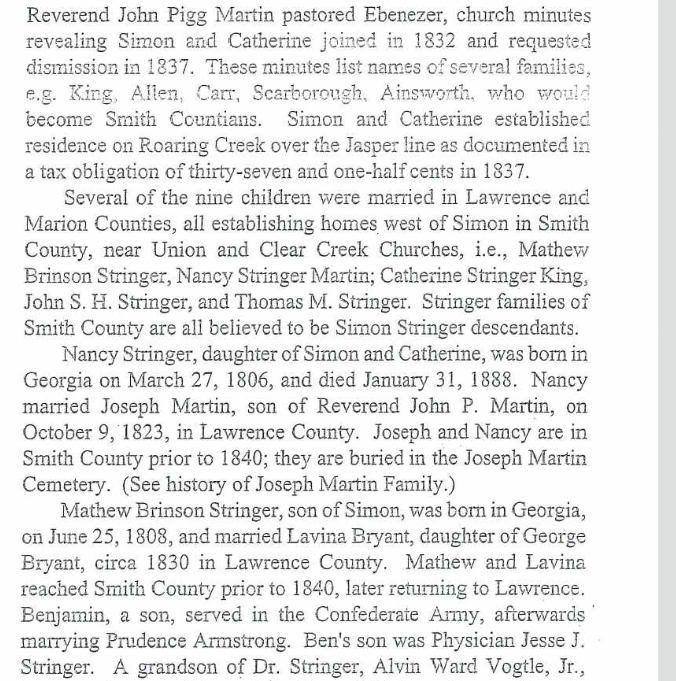 Reverend John Pigg Martin pastored Ebenezer, church minutes
revealing Simon and Catherine joined in 1832 and requested
dismission in 1837. These minutes list names of several families,
e.g. King, Allen, Carr, Scarborough, Ainsworth, who would
become Smith Countians. Simon and Catherine established
residence on Roaring Creek over the Jasper line as documented in
a tax obligation of thirty-seven and one-half cents in 1837.
Several of the nine children were married in Lawrence and
Marion Counties, all establishing homes west of Simon in Smith
County, near Union and Clear Creek Churches, i.e., Mathew
Brinson Stringer, Nancy Stringer Martin; Catherine Stringer King,
John S. H. Stringer, and Thomas M. Stringer. Stringer families of
Smith County are all believed to be Simon Stringer descendants.
Nancy Stringer, daughter of Simon and Catherine, was born in
Georgia on March 27, 1806, and died January 31, 1888. Nancy
married Joseph Martin, son of Reverend John P. Martin, on
October 9, 1823, in Lawrence County. Joseph and Nancy are in
Smith County prior to 1840; they are buried in the Joseph Martin
Cemetery. (See history of Joseph Martin Family.)
Mathew Brinson Stringer, son of Simon, was born in Georgia,
on June 25, 1808, and married Lavina Bryant, daughter of George
Bryant, circa 1830 in Lawrence County. Mathew and Lavina
reached Smith County prior to 1840, later returning to Lawrence.
Benjamin, a son, served in the Confederate Army, afterwards
marrying Prudence Armstrong. Ben's son was Physician Jesse J.
Stringer. A grandson of Dr. Stringer, Alvin Ward Vogtle, Jr.,